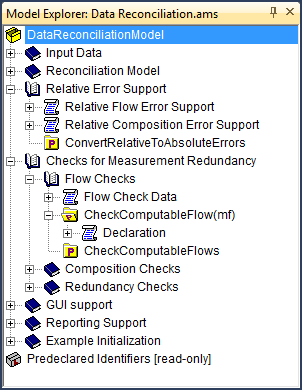 Model Explorer: Data Reconciliation.ams
DataReconciliationModel
Input Data
Reconciliation Model
Relative Error Support
Relative Flow Error Support
Relative Composition Error Support
P ConvertRelativeToAbsoluteErrors
Checks for Measurement Redundancy
Flow Checks
Flow Check Data
P CheckComputableFlow(mf)
Declaration
P CheckComputableFlows
Composition Checks
Redundancy Checks
GUI support
Reporting Support
Example Initialization
Predeclared Identifiers [read-only]